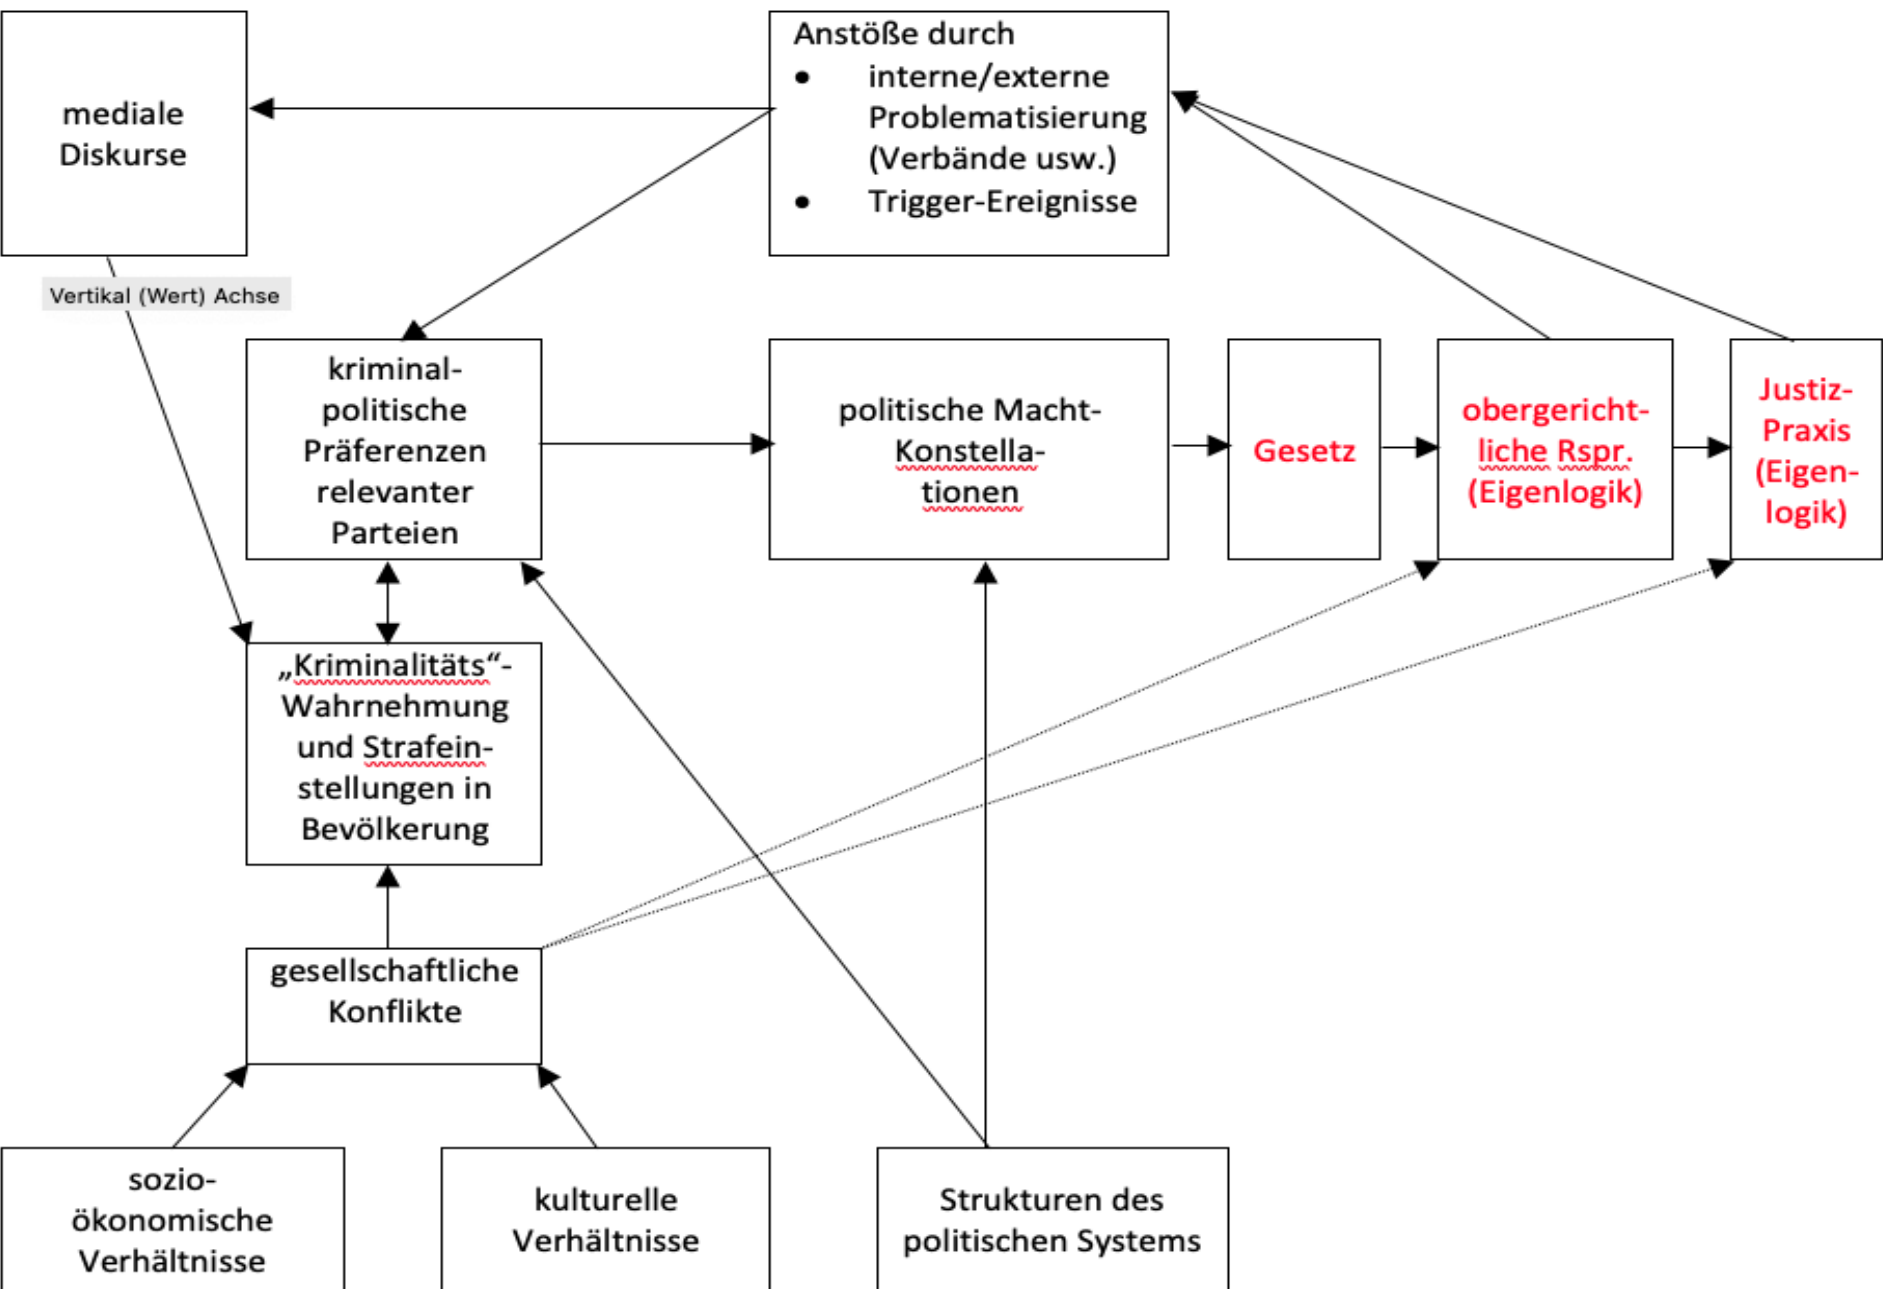 mediale
Diskurse
Anstöße durch
• interne/externe
Problematisierung
(Verbände usw.)
• Trigger-Ereignisse
Vertikal (Wert) Achse
kriminal-
politische
Präferenzen
relevanter
Parteien
politische Macht-
Konstella-
tionen
Gesetz
obergericht-
liche Rspr.
(Eigenlogik)
Justiz-
Praxis
(Eigen-
logik)
„Kriminalitäts“-
Wahrnehmung
und Strafein-
stellungen in
Bevölkerung
gesellschaftliche
Konflikte
sozio-
ökonomische
Verhältnisse
kulturelle
Verhältnisse
Strukturen des
politischen Systems